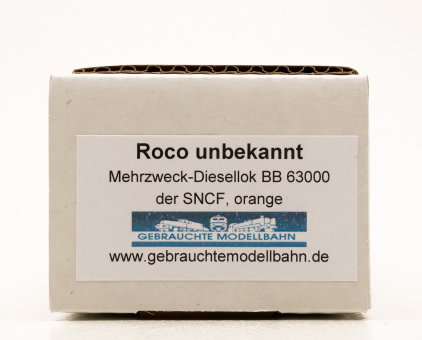 Roco unbekannt
Mehrzweck-Diesellok BB 63000
der SNCF, orange
GEBRAUCHTE MODELLBAHN
www.gebrauchtemodellbahn.de